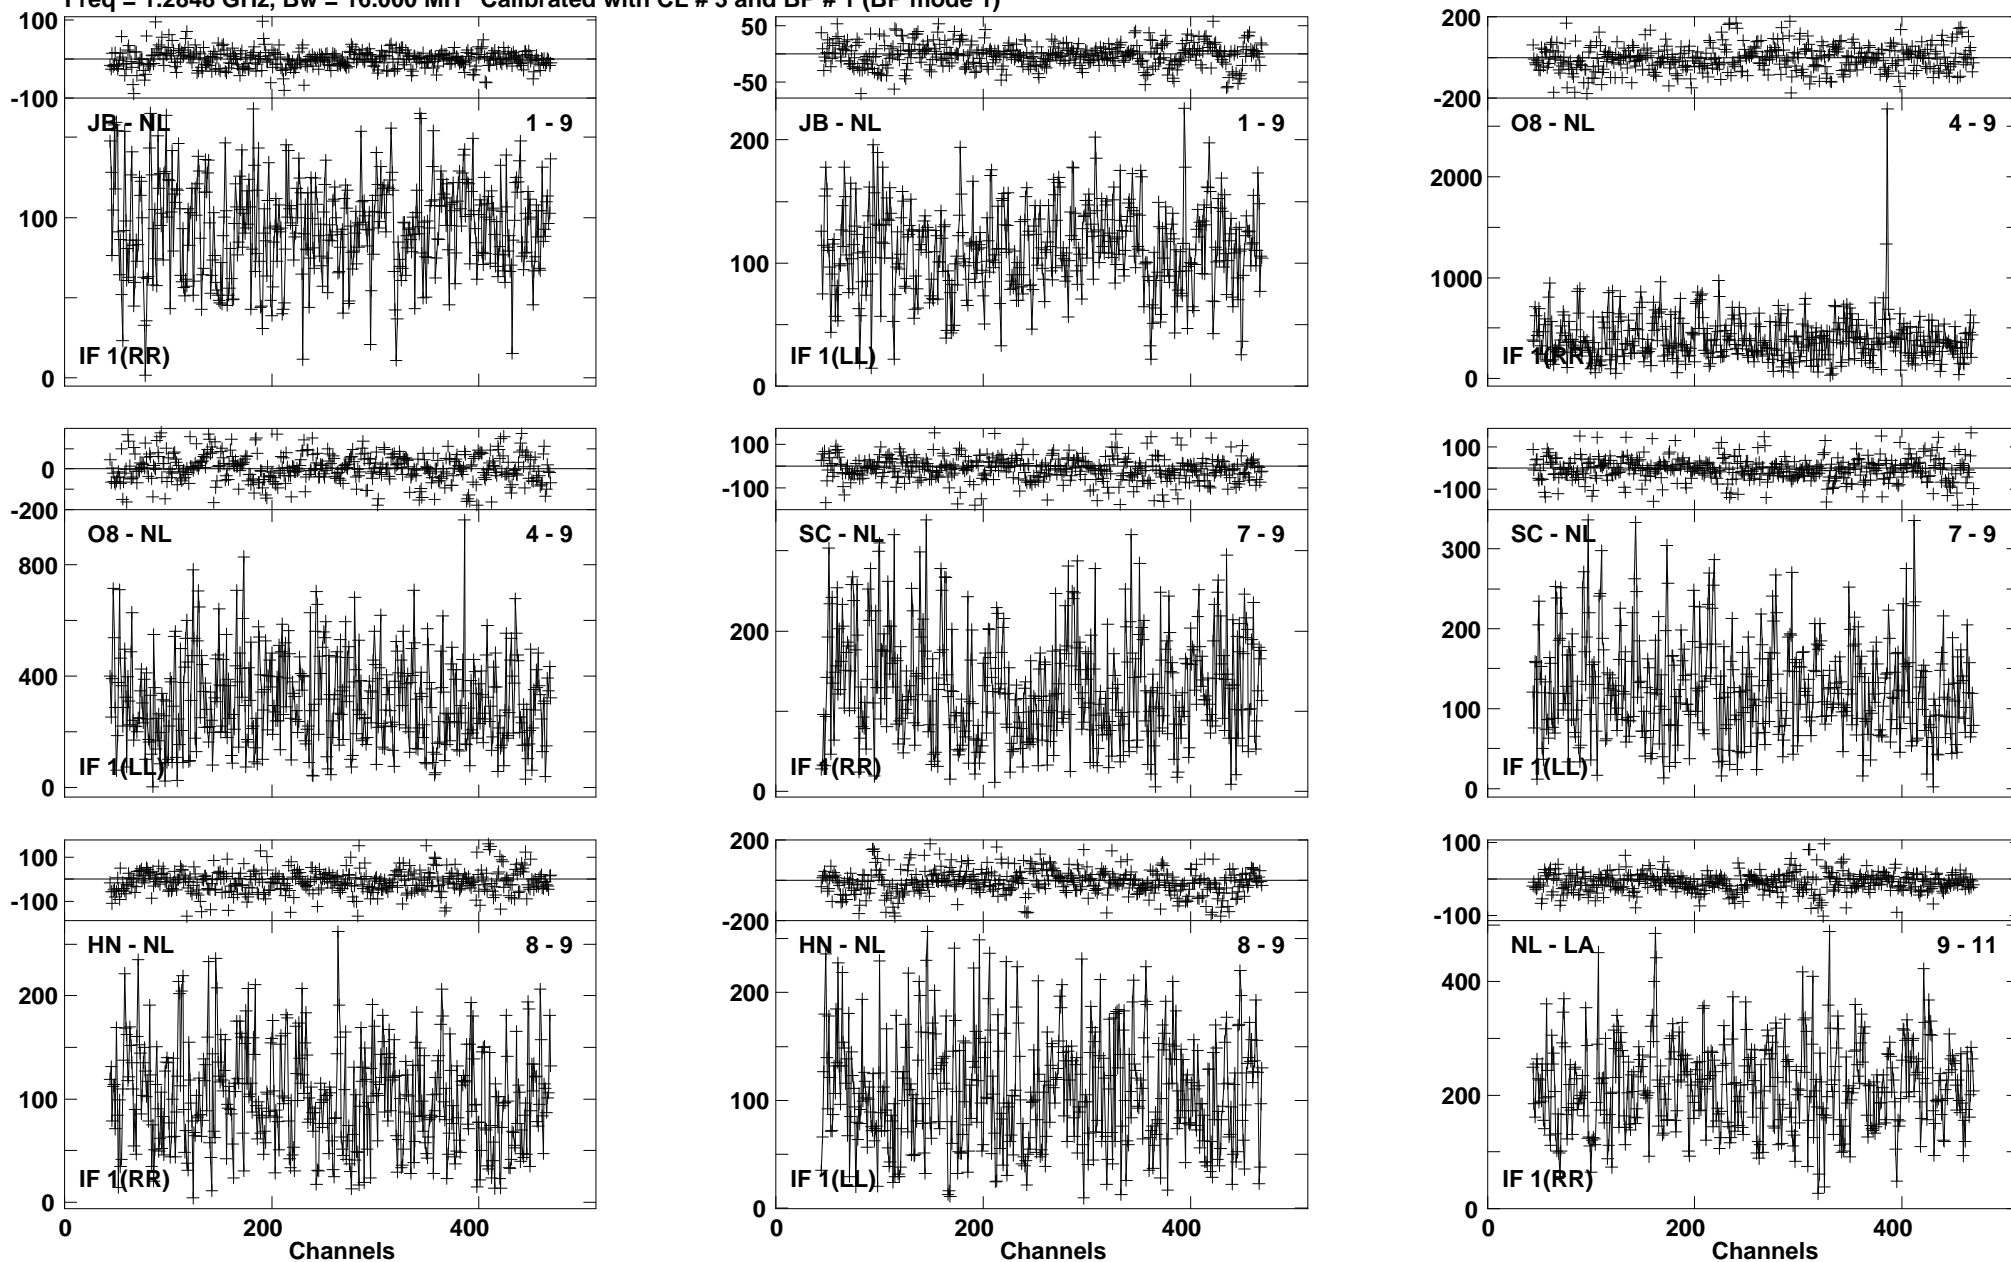 Freq = 1.2848 GHz, Bw = 16.000 MH Calibrated with CL # 3 and BP # 1 (BP mode 1)
100
-100
JB - NL 1 - 9
100
0
IF 1(RR)
50
-50
JB - NL 1 - 9
200
100
0
IF 1(LL)
200
-200
O8 - NL 4 - 9
2000
1000
0
IF 1(RR)
0
-200
O8 - NL 4 - 9
800
400
0
IF 1(LL)
100
-100
SC - NL 7 - 9
200
0
IF 1(RR)
100
-100
SC - NL 7 - 9
300
200
100
0
IF 1(LL)
100
-100
HN - NL 8 - 9
200
100
0
IF 1(RR)
0 200 400
Channels
200
-200
HN - NL 8 - 9
200
100
0
IF 1(LL)
0 200 400
Channels
100
-100
NL - LA 9 - 11
400
200
0
IF 1(RR)
0 200 400
Channels